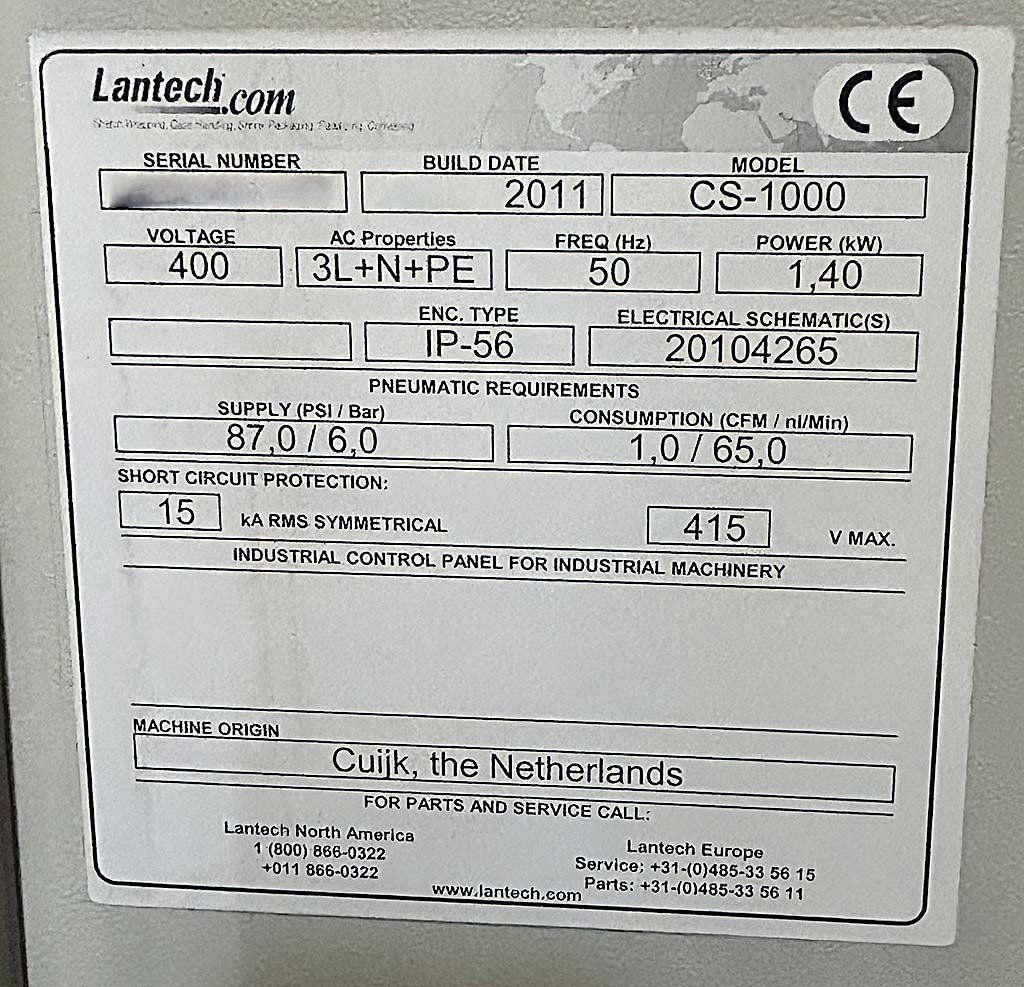 Lantech.com
CE
SERIAL NUMBER BUILD DATE MODEL
2011 CS-1000
VOLTAGE AC Properties FREQ (Hz) POWER (kW)
400 3L+N+PE 50 1,40
ENC. TYPE ELECTRICAL SCHEMATIC(S)
IP-56 20104265
PNEUMATIC REQUIREMENTS
SUPPLY (PSI / Bar) CONSUMPTION (CFM / nl/Min)
87,0 / 6,0 1,0 / 65,0
SHORT CIRCUIT PROTECTION:
15 kA RMS SYMMETRICAL 415 V MAX.
INDUSTRIAL CONTROL PANEL FOR INDUSTRIAL MACHINERY
MACHINE ORIGIN
Cuijk, the Netherlands
FOR PARTS AND SERVICE CALL:
Lantech North America Lantech Europe
1 (800) 866-0322 Service: +31-(0)485-33 56 15
+011 866-0322 Parts: +31-(0)485-33 56 11
www.lantech.com